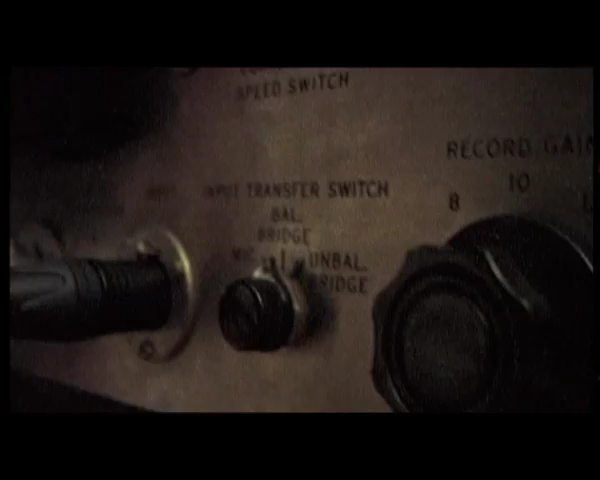 SPEED SWITCH
RECORD GAIN
10
8
INPUT TRANSFER SWITCH
BAL.
BRIDGE
MIC.
UNBAL.
BRIDGE